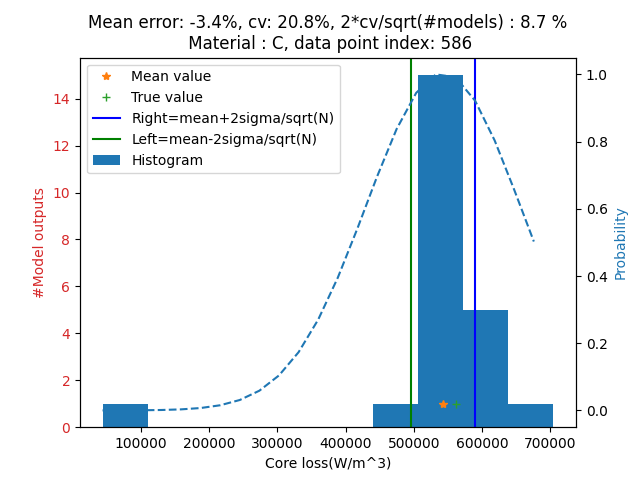 Mean error: -3.4%, cv: 20.8%, 2*cv/sqrt(#models) : 8.7 %
Material : C, data point index: 586
Mean value
True value
Right=mean+2sigma/sqrt(N)
Left=mean-2sigma/sqrt(N)
Histogram
#Model outputs
14
12
10
8
6
4
2
0
1.0
0.8
0.6
0.4
0.2
0.0
Probability
100000 200000 300000 400000 500000 600000 700000
Core loss(W/m^3)